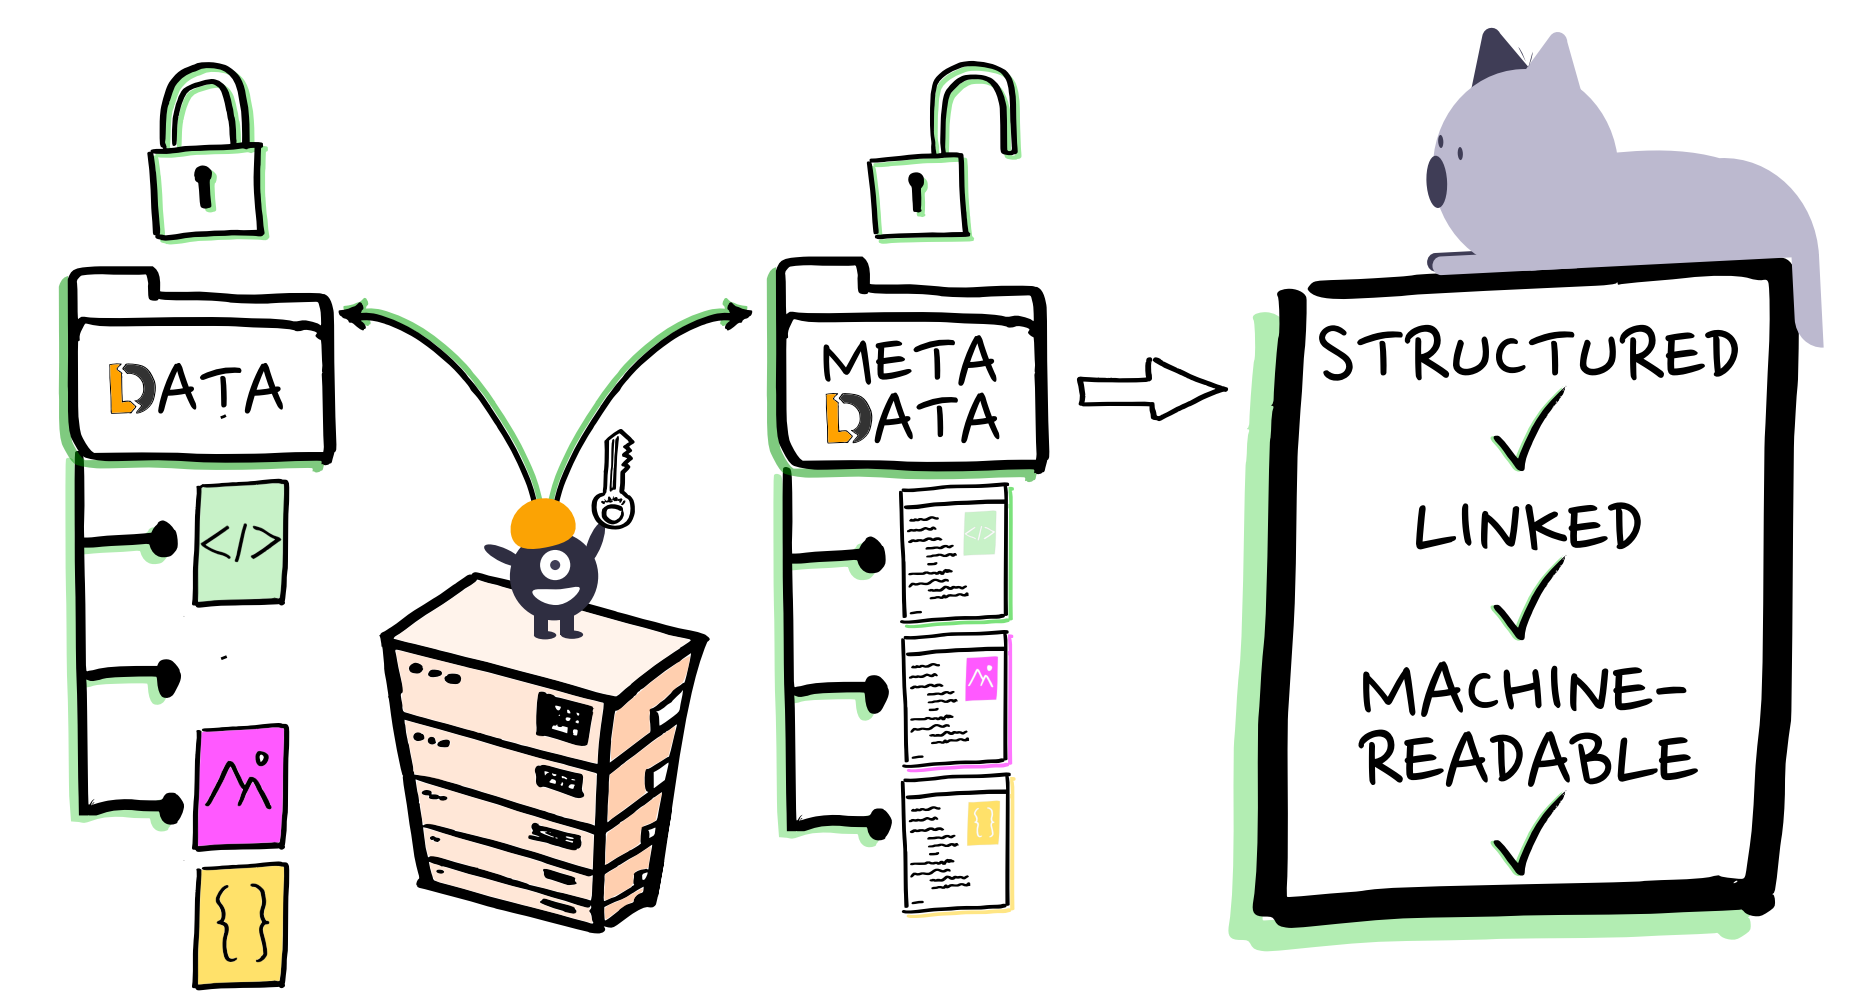 DATA
</>
{ }
META
DATA
</>
{}
STRUCTURED
LINKED
MACHINE-
READABLE